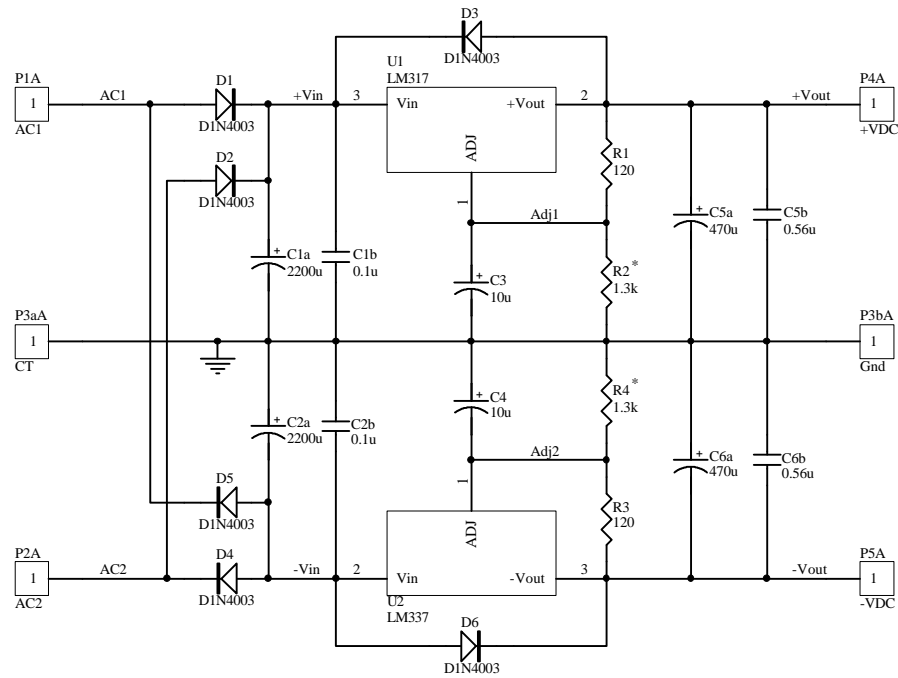 D3
D1N4003
U1
LM317
P1A
1
AC1
AC1
D1
D1N4003
+Vin
3
Vin
+Vout
ADJ
1
2
+Vout
P4A
1
+VDC
D2
D1N4003
R1
120
Adj1
C1a
+
2200u
C1b
0.1u
C3
+
10u
R2*
1.3k
C5a
+
470u
C5b
0.56u
P3aA
1
CT
P3bA
1
Gnd
C2a
+
2200u
C2b
0.1u
C4
+
10u
R4*
1.3k
Adj2
C6a
+
470u
C6b
0.56u
D5
D1N4003
1
ADJ
R3
120
P2A
1
AC2
AC2
D4
D1N4003
-Vin
2
Vin
-Vout
3
-Vout
P5A
1
-VDC
U2
LM337
D6
D1N4003